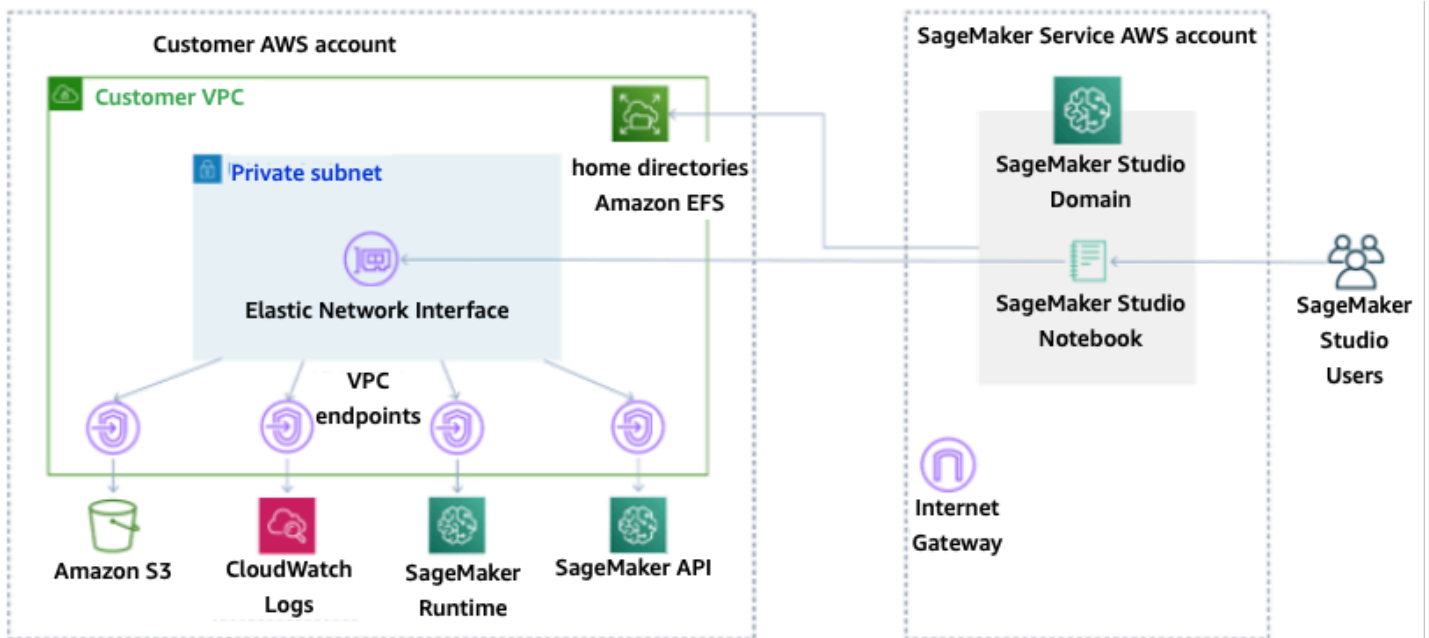 Customer AWS account
Customer VPC
Private subnet
home directories
Amazon EFS
Elastic Network Interface
VPC
endpoints
Amazon S3
CloudWatch
Logs
SageMaker
Runtime
SageMaker API
SageMaker Service AWS account
SageMaker Studio
Domain
SageMaker Studio
Notebook
Internet
Gateway
SageMaker
Studio
Users